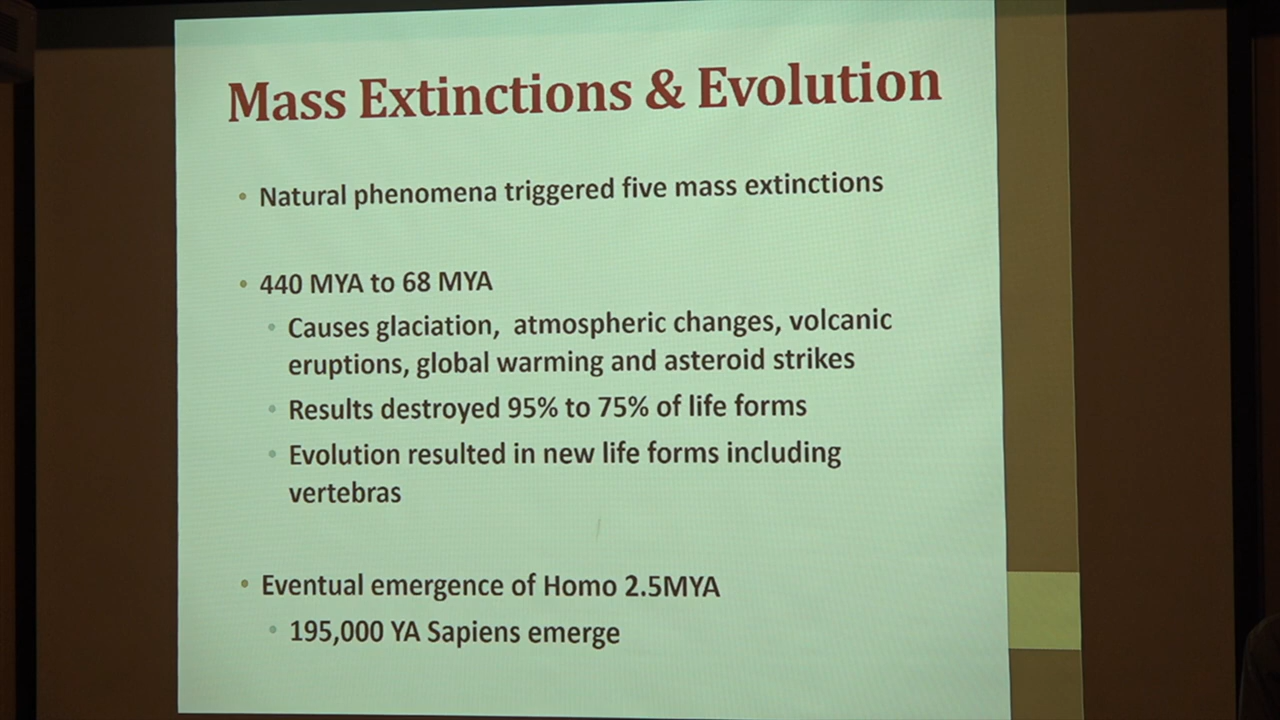 Mass Extinctions & Evolution
• Natural phenomena triggered five mass extinctions
• 440 MYA to 68 MYA
• Causes glaciation, atmospheric changes, volcanic
eruptions, global warming and asteroid strikes
• Results destroyed 95% to 75% of life forms
• Evolution resulted in new life forms including
vertebras
• Eventual emergence of Homo 2.5MYA
• 195,000 YA Sapiens emerge